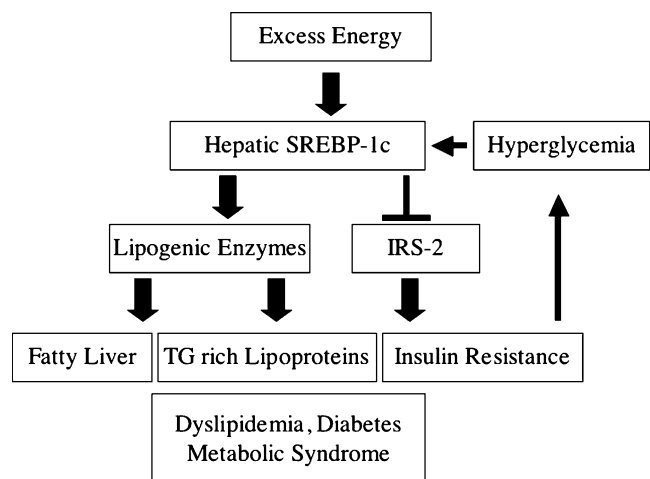 Excess Energy
Hepatic SREBP-1c
Hyperglycemia
Lipogenic Enzymes
IRS-2
Fatty Liver
TG rich Lipoproteins
Insulin Resistance
Dyslipidemia, Diabetes
Metabolic Syndrome